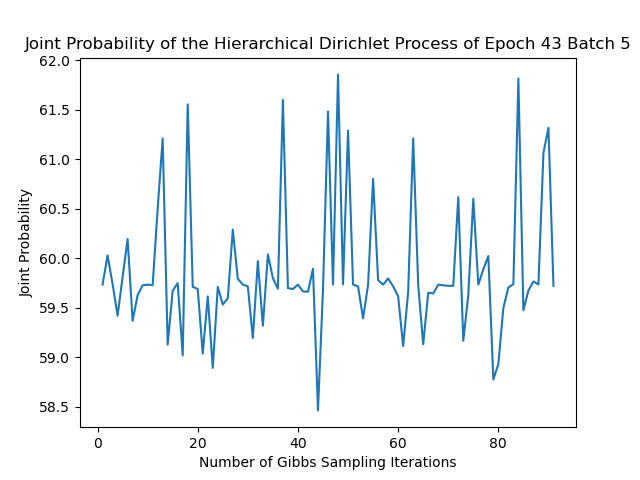 Joint Probability of the Hierarchical Dirichlet Process of Epoch 43 Batch 5
62.0
61.5
61.0
60.5
60.0
59.5
59.0
58.5
Joint Probability
0 20 40 60 80
Number of Gibbs Sampling Iterations